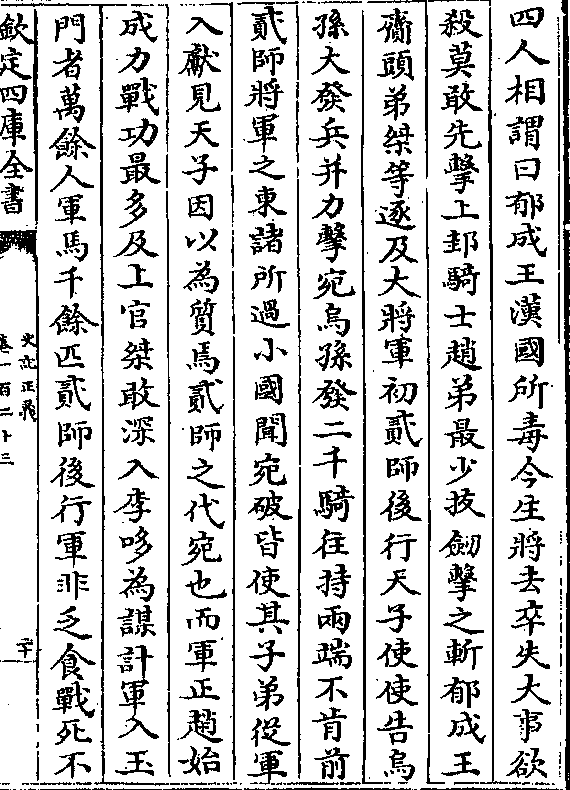 四人相謂曰郁成王漢國所毒今生將去卒失大事欲
殺莫敢先擊上邽騎士趙弟最少抜劒擊之斬郁成王
齎頭弟桀等逐及大將軍初貳師後行天子使使告烏
孫大發兵并力擊宛烏孫發二千騎往持兩端不肯前
貳師將軍之東諸所過小國聞宛破皆使其子弟從軍
入獻見天子因以為質焉貳師之代宛也而軍正趙始
成力戰功最多及上官桀敢深入李哆為謀計軍入玉
門者萬餘人軍馬千餘匹貳師後行軍非乏食戰死不
欽定四庫全書
史記正義
卷一百二十三
二十